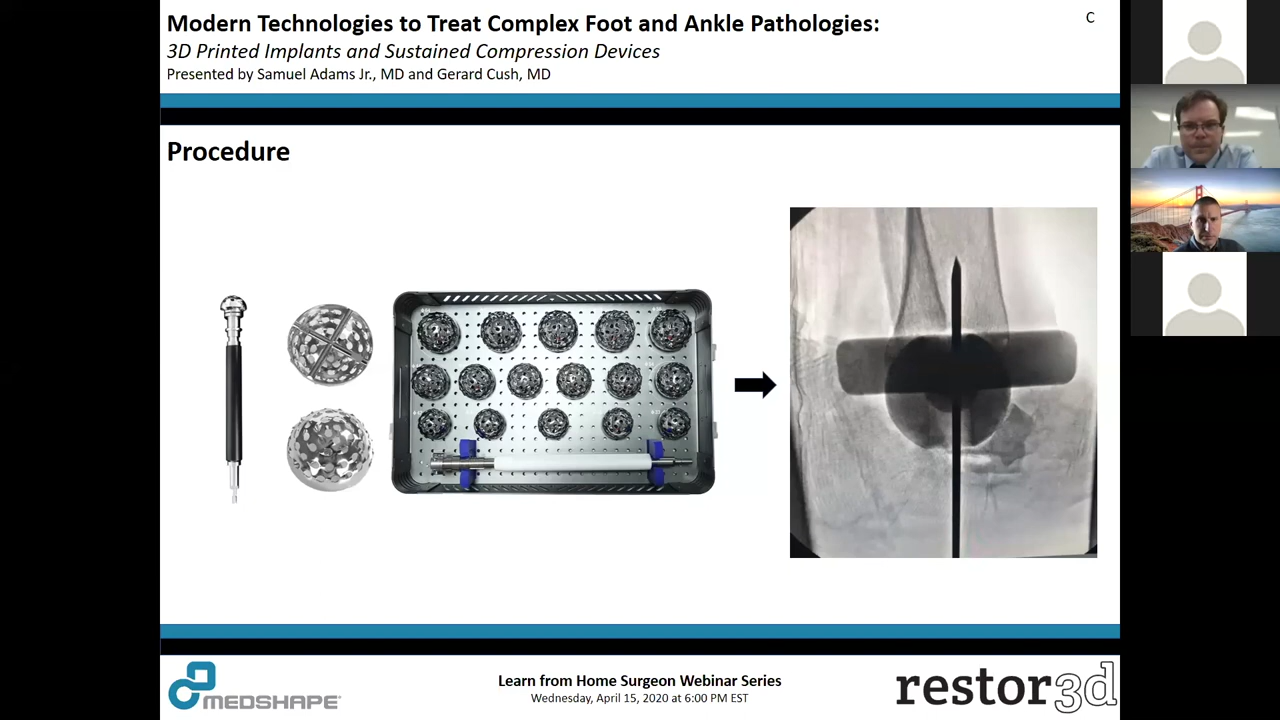 Modern Technologies to Treat Complex Foot and Ankle Pathologies:
3D Printed Implants and Sustained Compression Devices
Presented by Samuel Adams Jr., MD and Gerard Cush, MD
C
Procedure
MEDSHAPE
Learn from Home Surgeon Webinar Series
Wednesday, April 15, 2020 at 6:00 PM EST
restor3d